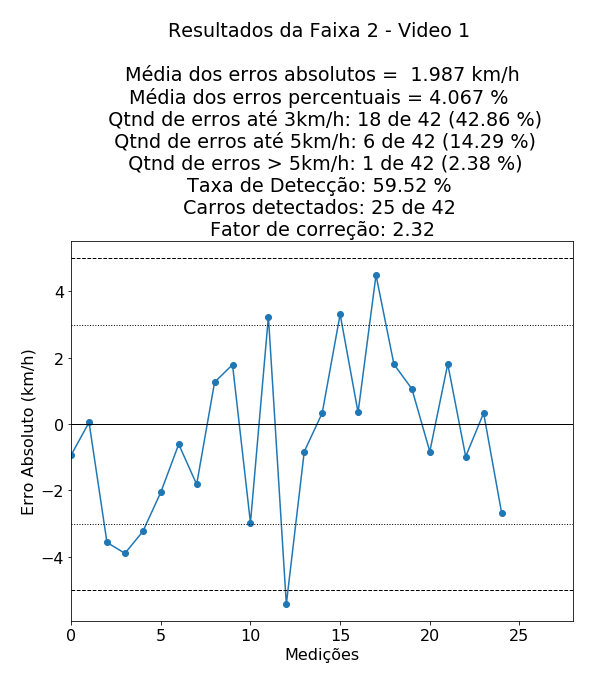 Resultados da Faixa 2 - Video 1
Média dos erros absolutos =  1.987 km/h
Média dos erros percentuais = 4.067 %
Qtnd de erros até 3km/h: 18 de 42 (42.86 %)
Qtnd de erros até 5km/h: 6 de 42 (14.29 %)
Qtnd de erros > 5km/h: 1 de 42 (2.38 %)
Taxa de Detecção: 59.52 %
Carros detectados: 25 de 42
Fator de correção: 2.32
Erro Absoluto (km/h)
4
2
0
−2
−4
0 5 10 15 20 25
Medições